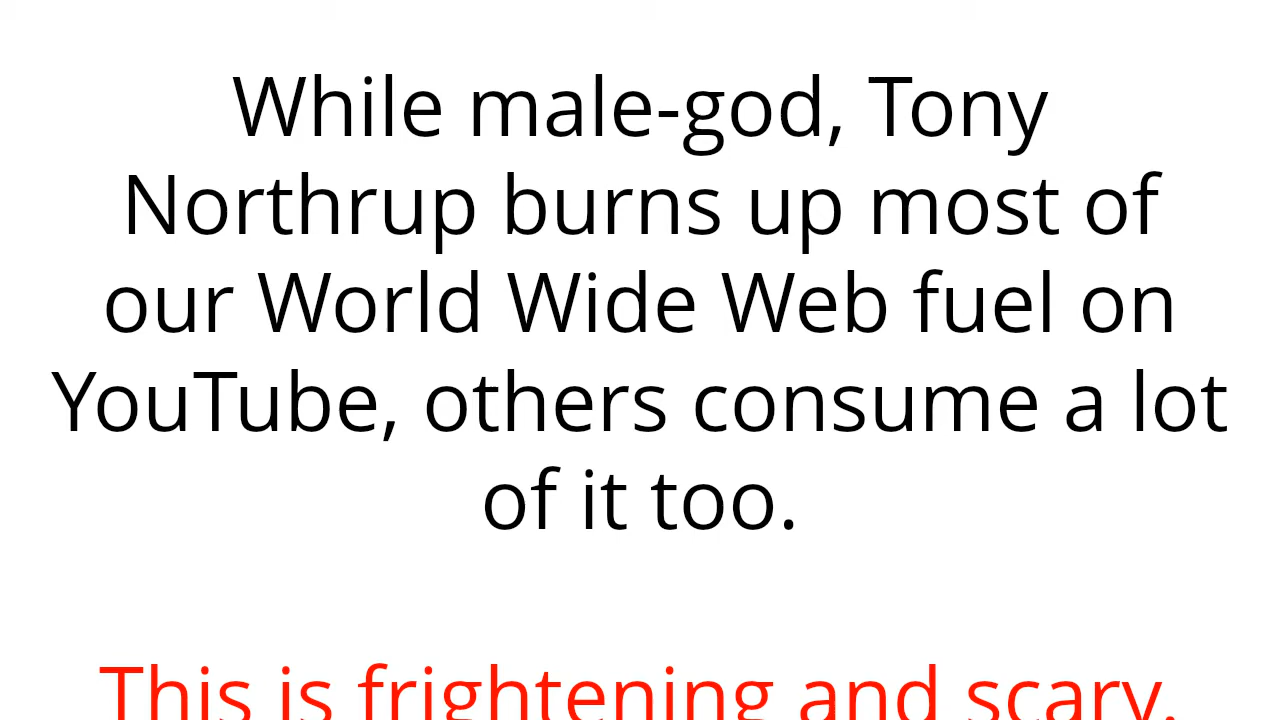 While male-god, Tony
Northrup burns up most of
our World Wide Web fuel on
YouTube, others consume a lot
of it too.
This is frightening and scary.